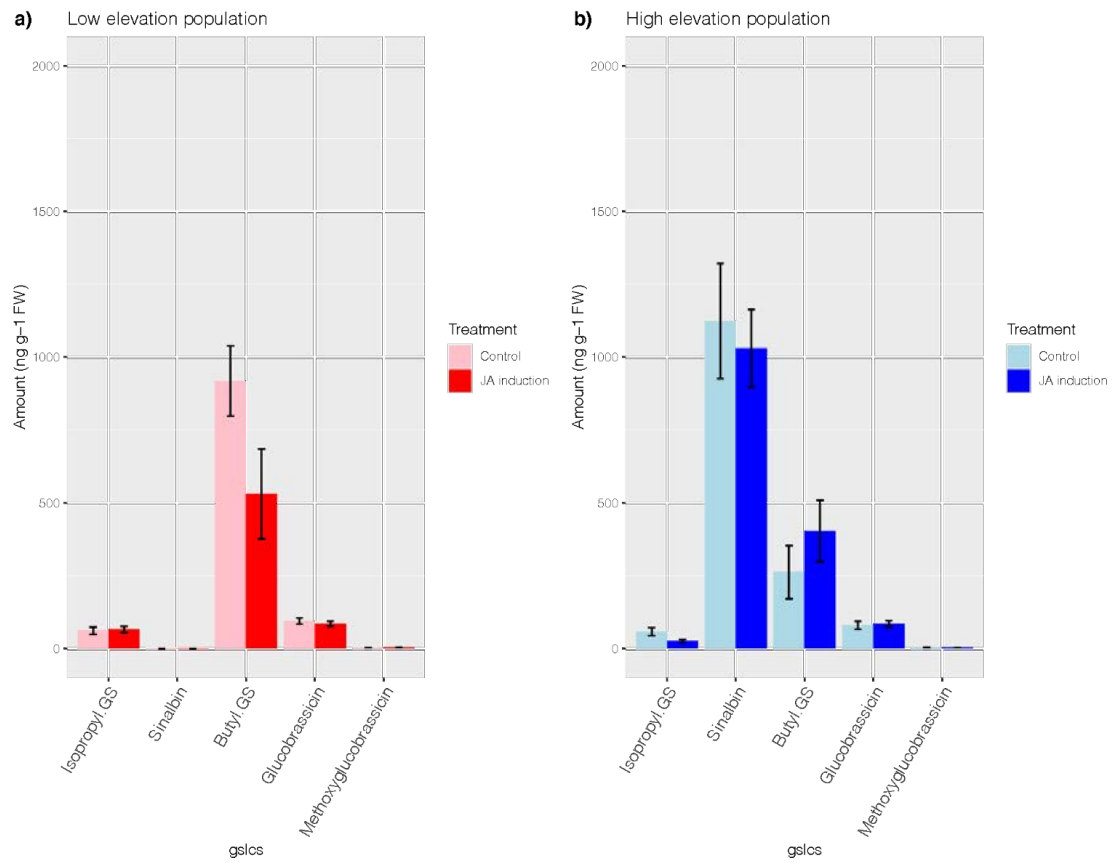 a) Low elevation population
2000
1500
1000
500
0
Amount (ng g–1 FW)
Isopropyl.GS
Sinalbin
Butyl.GS
Glucobrassicin
Methoxyglucobrassicin
Treatment
Control
JA induction
b) High elevation population
2000
1500
1000
500
0
Amount (ng g–1 FW)
Isopropyl.GS
Sinalbin
Butyl.GS
Glucobrassicin
Methoxyglucobrassicin
Treatment
Control
JA induction
gslcs
gslcs